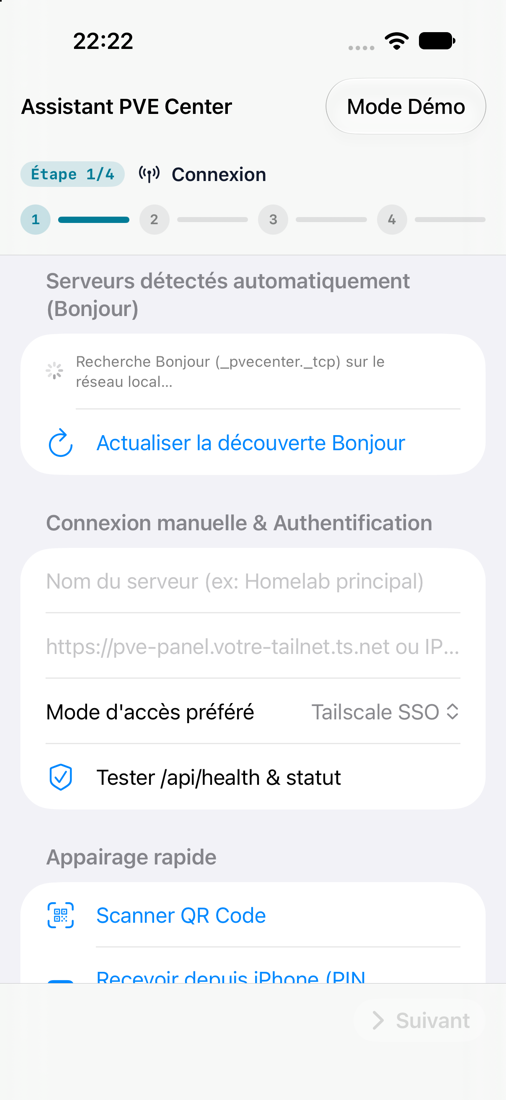 22:22
Assistant PVE Center
Mode Démo
Étape 1/4 Connexion
1 2 3 4
Serveurs détectés automatiquement
(Bonjour)
Recherche Bonjour (_pvecenter._tcp) sur le
réseau local...
Actualiser la découverte Bonjour
Connexion manuelle & Authentification
Nom du serveur (ex: Homelab principal)
https://pve-panel.votre-tailnet.ts.net ou IP...
Mode d'accès préféré Tailscale SSO
Tester /api/health & statut
Appairage rapide
Scanner QR Code
Recevoir depuis iPhone (PIN
Suivant